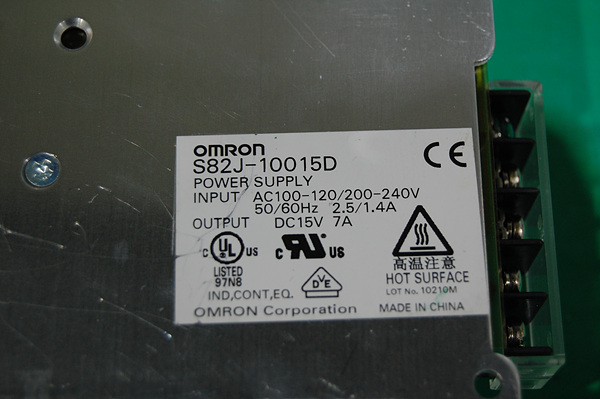 OMRON
S82J-10015D
POWER SUPPLY
INPUT AC100-120/200-240V
50/60Hz 2.5/1.4A
OUTPUT DC15V 7A
CE
C UL US
LISTED
97N8
C RU US
IND,CONT,EQ.
DVE
高温注意
HOT SURFACE
LOT No. 10210M
OMRON Corporation
MADE IN CHINA